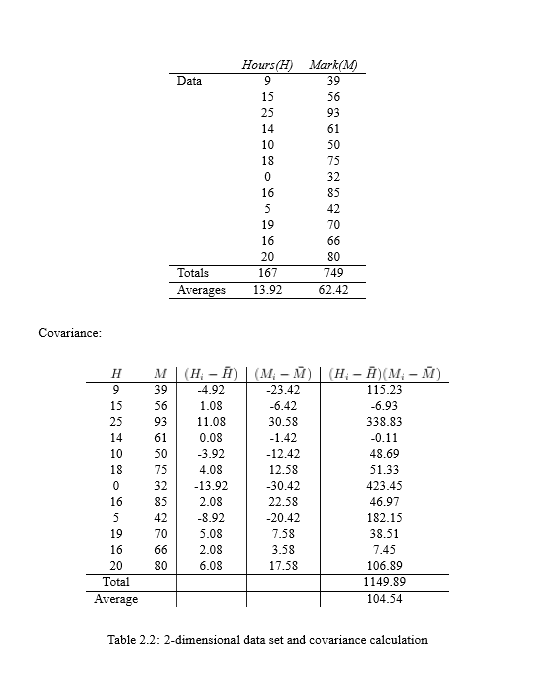 Hours(H) Mark(M)
Data 9 39
15 56
25 93
14 61
10 50
18 75
0 32
16 85
5 42
19 70
16 66
20 80
Totals 167 749
Averages 13.92 62.42
Covariance:
H M (H_i − H̄) (M_i − M̄) (H_i − H̄)(M_i − M̄)
9 39 -4.92 -23.42 115.23
15 56 1.08 -6.42 -6.93
25 93 11.08 30.58 338.83
14 61 0.08 -1.42 -0.11
10 50 -3.92 -12.42 48.69
18 75 4.08 12.58 51.33
0 32 -13.92 -30.42 423.45
16 85 2.08 22.58 46.97
5 42 -8.92 -20.42 182.15
19 70 5.08 7.58 38.51
16 66 2.08 3.58 7.45
20 80 6.08 17.58 106.89
Total 1149.89
Average 104.54
Table 2.2: 2-dimensional data set and covariance calculation